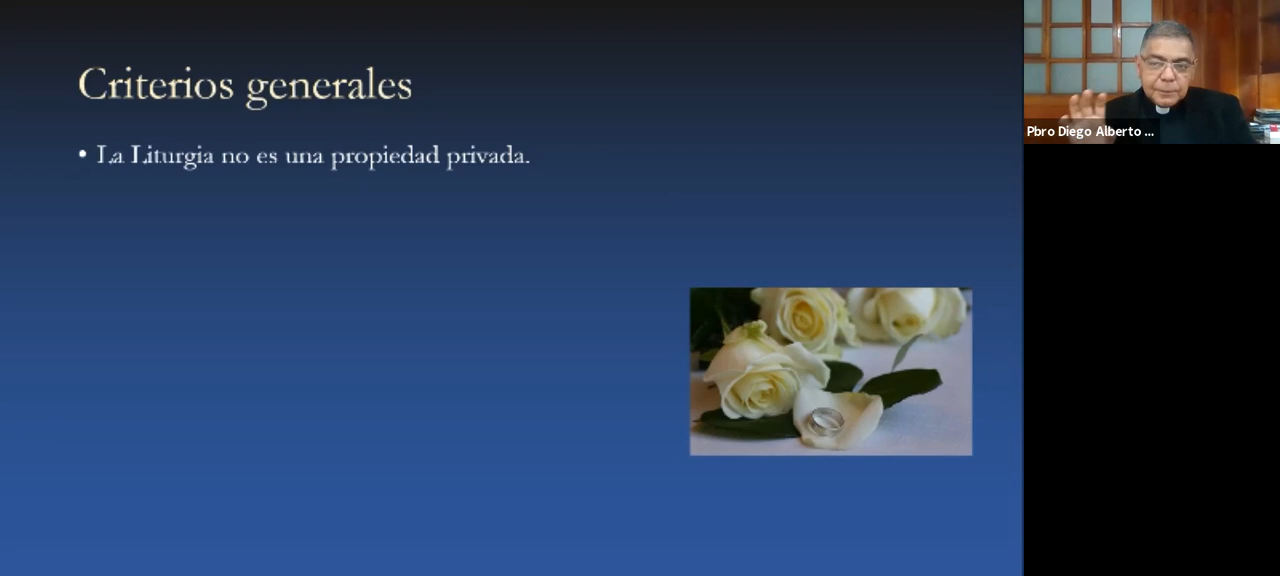 Criterios generales
• La Liturgia no es una propiedad privada.
Pbro Diego Alberto ...